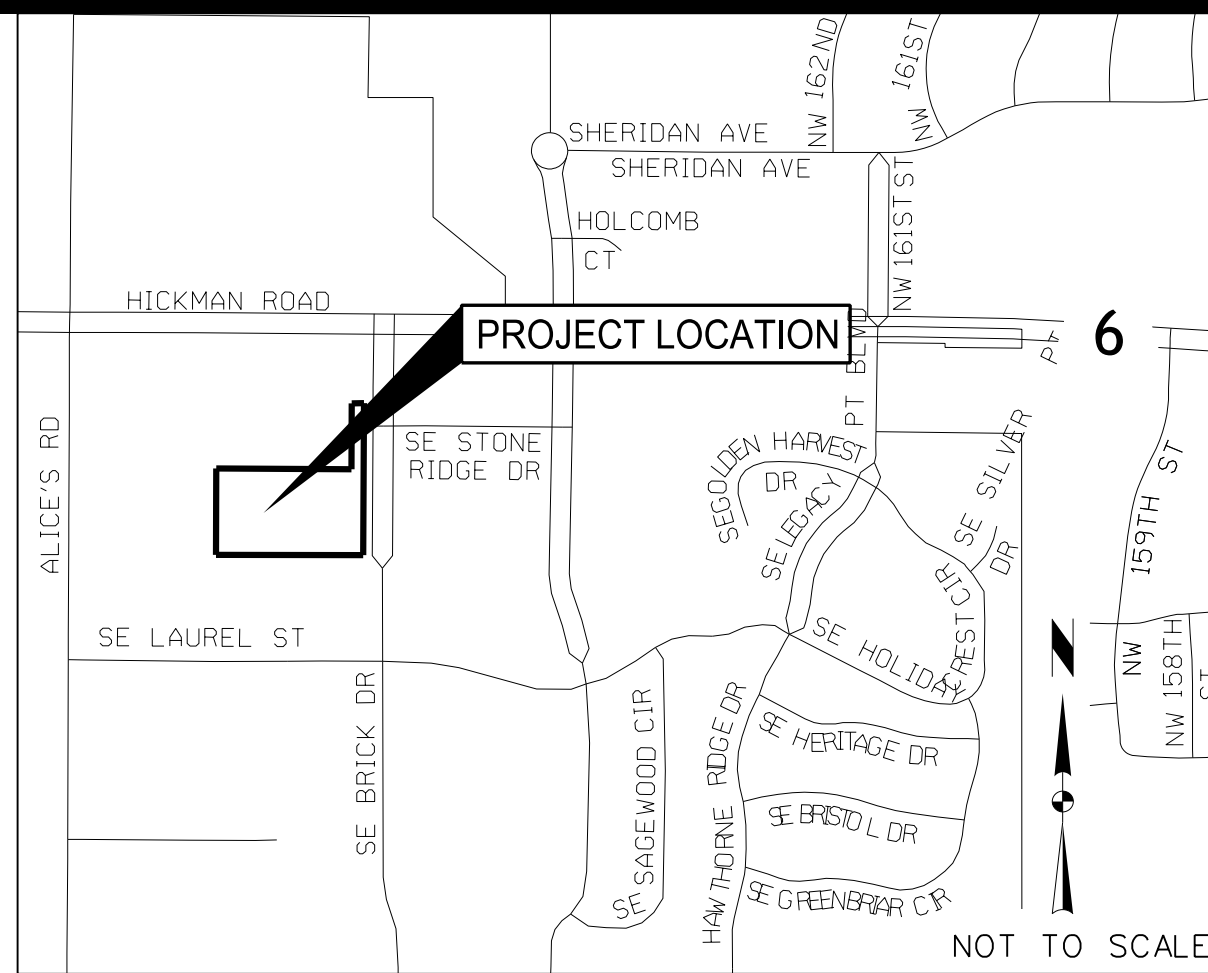 NW 162ND
NW 161ST
SHERIDAN AVE
SHERIDAN AVE
NW 161ST ST
HOLCOMB
CT
HICKMAN ROAD
PROJECT LOCATION
PT BLVD
PT
6
ALICE'S RD
SE STONE
RIDGE DR
SE GOLDEN HARVEST
DR
SE LEGACY
SE SILVER
DR
159TH ST
NW
CREST CIR
SE LAUREL ST
SE HOLIDAY
N
NW 158TH
ST
SE BRICK DR
SE SAGEWOOD CIR
HAWTHORNE RIDGE DR
SE HERITAGE DR
SE BRISTOL DR
SE GREENBRIAR CIR
NOT TO SCALE